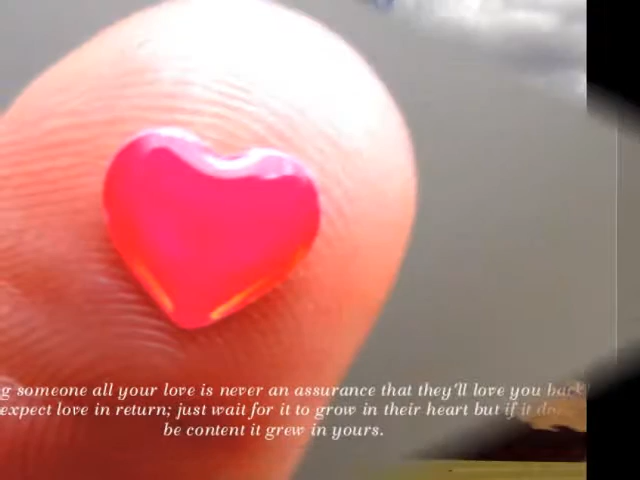 g someone all your love is never an assurance that they'll love you back!
expect love in return; just wait for it to grow in their heart but if it do
be content it grew in yours.